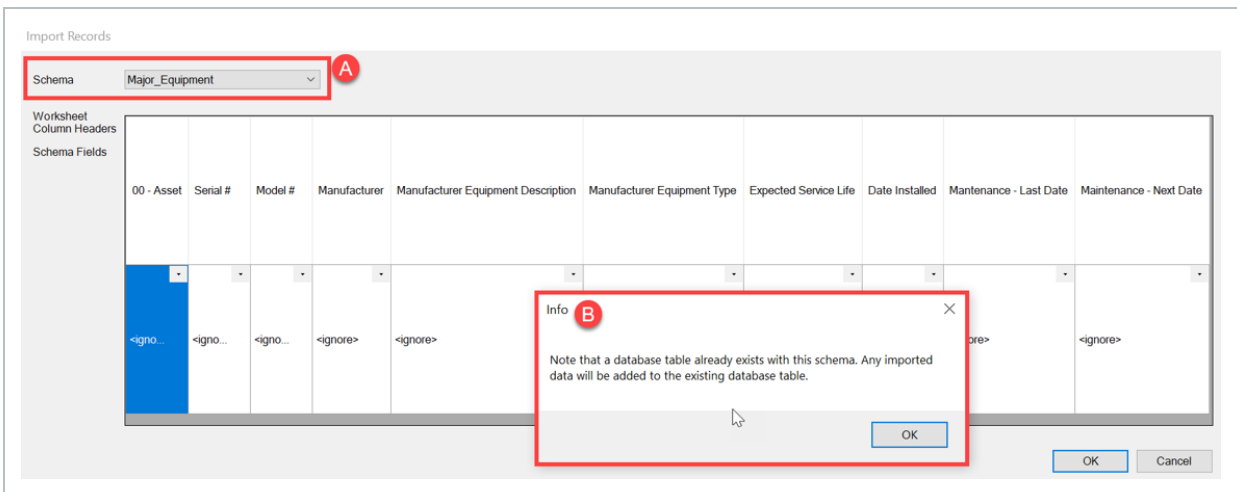 Import Records
Schema Major_Equipment A
Worksheet
Column Headers
Schema Fields
00 - Asset Serial # Model # Manufacturer Manufacturer Equipment Description Manufacturer Equipment Type Expected Service Life Date Installed Mantenance - Last Date Maintenance - Next Date
<igno... <igno... <igno... <ignore> <ignore> ore> <ignore>
Info B
Note that a database table already exists with this schema. Any imported
data will be added to the existing database table.
OK
OK Cancel